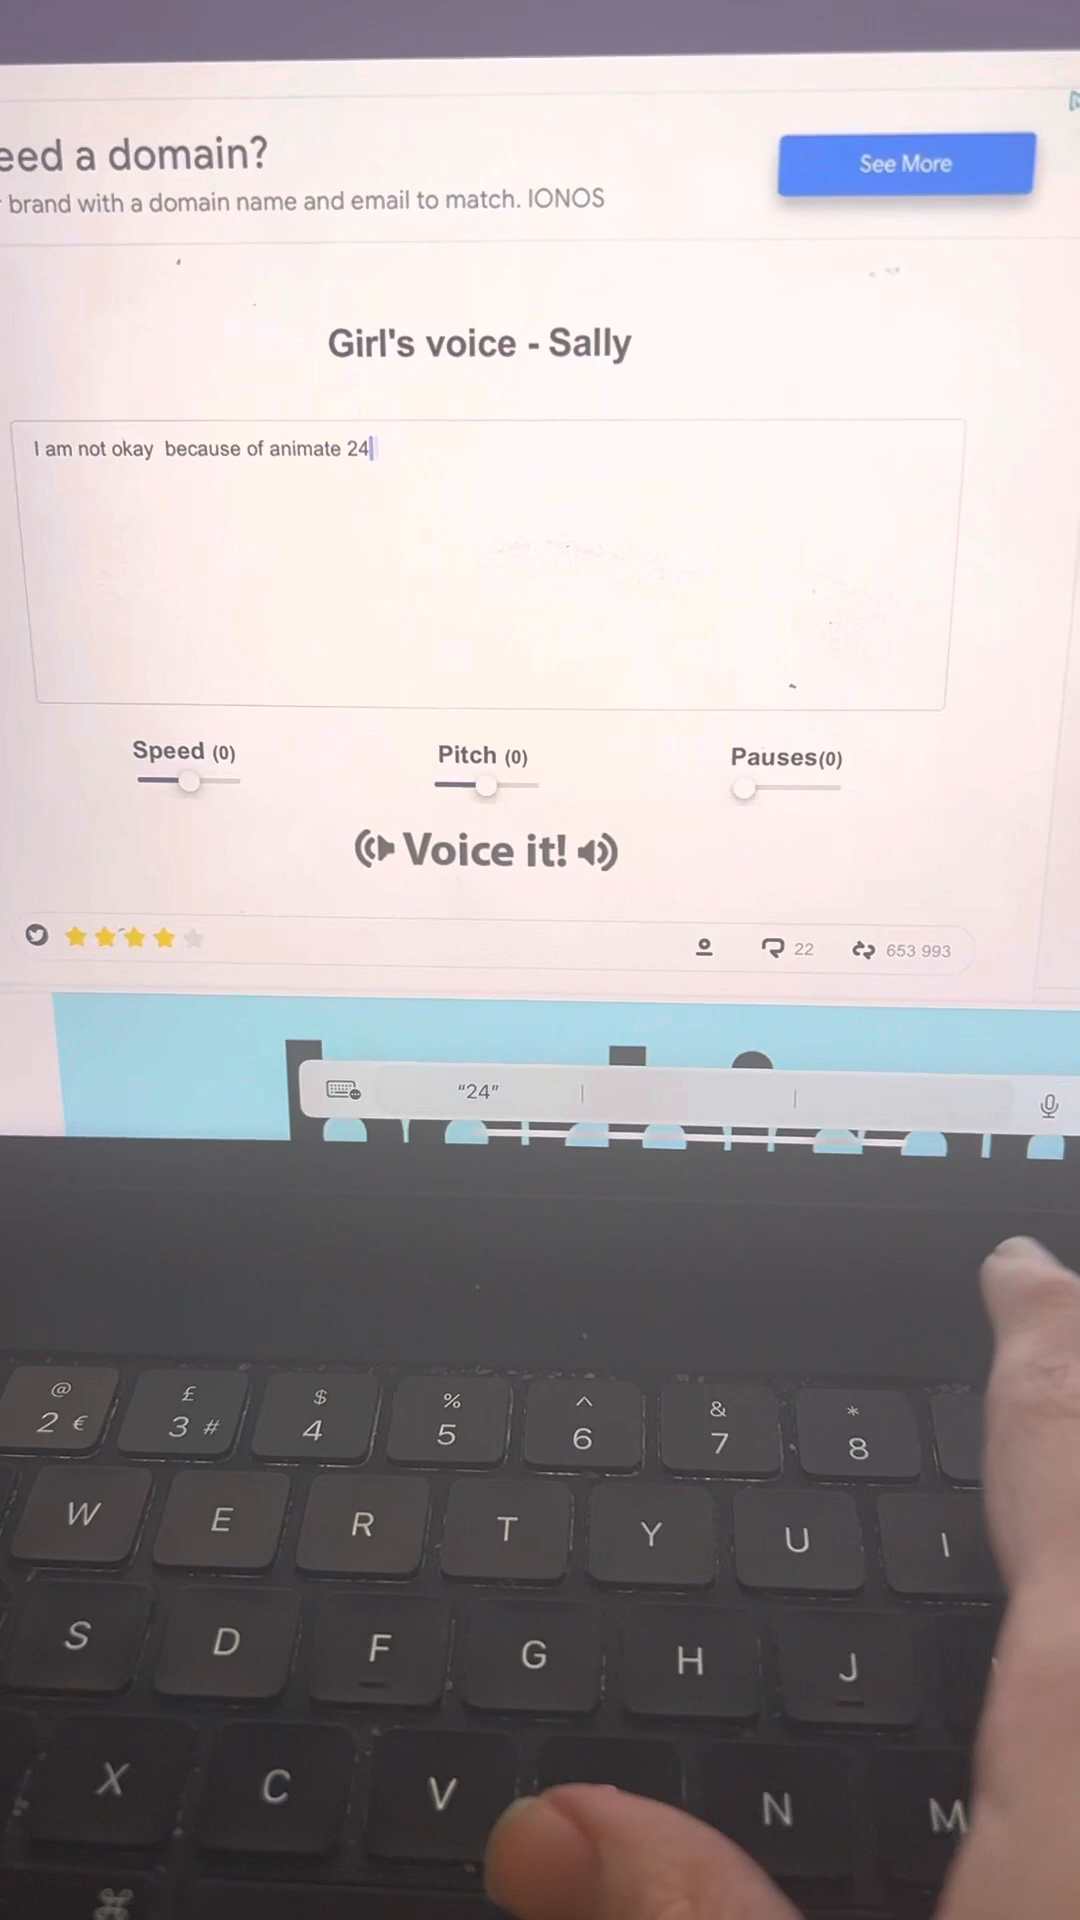 eed a domain?
brand with a domain name and email to match. IONOS
See More
Girl's voice - Sally
I am not okay  because of animate 24
Speed (0)
Pitch (0)
Pauses(0)
Voice it!
22
653 993
"24"
@ £ $ % ^ & *
2 € 3 # 4 5 6 7 8
W E R T Y U I
S D F G H J
X C V N M
⌘